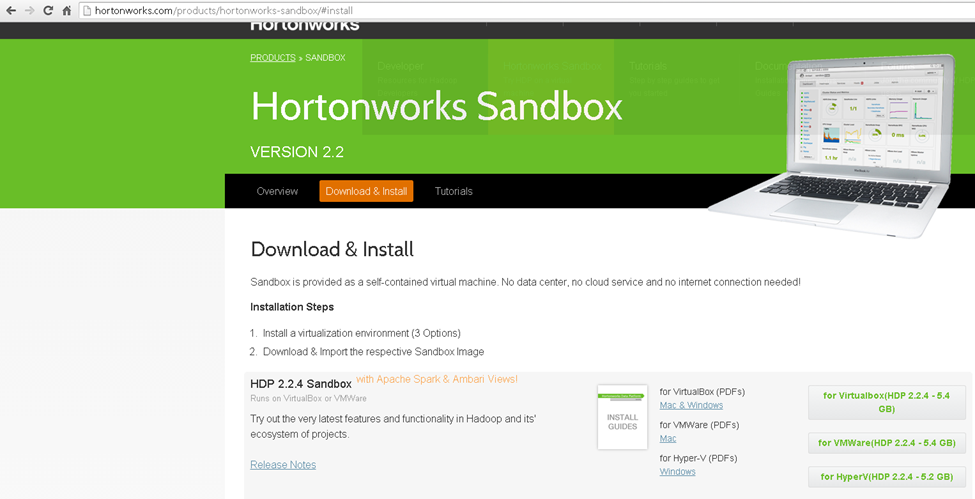 hortonworks.com/products/hortonworks-sandbox/#install
Hortonworks
PRODUCTS » SANDBOX
Developer
Hortonworks Sandbox
Tutorials
Hortonworks Sandbox
VERSION 2.2
Overview
Download & Install
Tutorials
Download & Install
Sandbox is provided as a self-contained virtual machine. No data center, no cloud service and no internet connection needed!
Installation Steps
1. Install a virtualization environment (3 Options)
2. Download & Import the respective Sandbox Image
HDP 2.2.4 Sandbox with Apache Spark & Ambari Views!
Runs on VirtualBox or VMWare
Try out the very latest features and functionality in Hadoop and its'
ecosystem of projects.
Release Notes
INSTALL
GUIDES
for VirtualBox (PDFs)
Mac & Windows
for VMWare (PDFs)
Mac
for Hyper-V (PDFs)
Windows
for Virtualbox(HDP 2.2.4 - 5.4
GB)
for VMWare(HDP 2.2.4 - 5.4 GB)
for HyperV(HDP 2.2.4 - 5.2 GB)